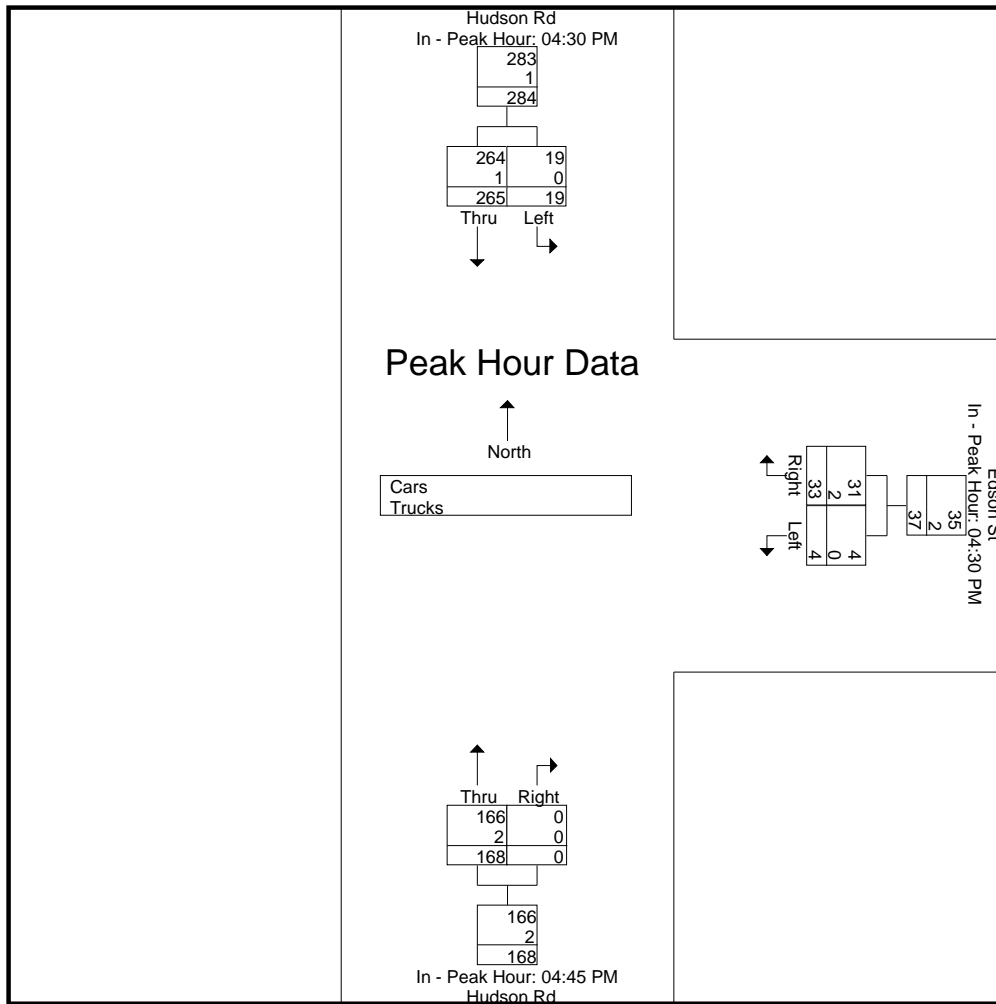 Hudson Rd
In - Peak Hour: 04:30 PM
283
1
284
264 19
1 0
265 19
Thru Left
Peak Hour Data
North
Cars
Trucks
Edson St
In - Peak Hour: 04:30 PM
35
2
37
31 4
2 0
33 4
Right Left
Thru Right
166 0
2 0
168 0
166
2
168
In - Peak Hour: 04:45 PM
Hudson Rd